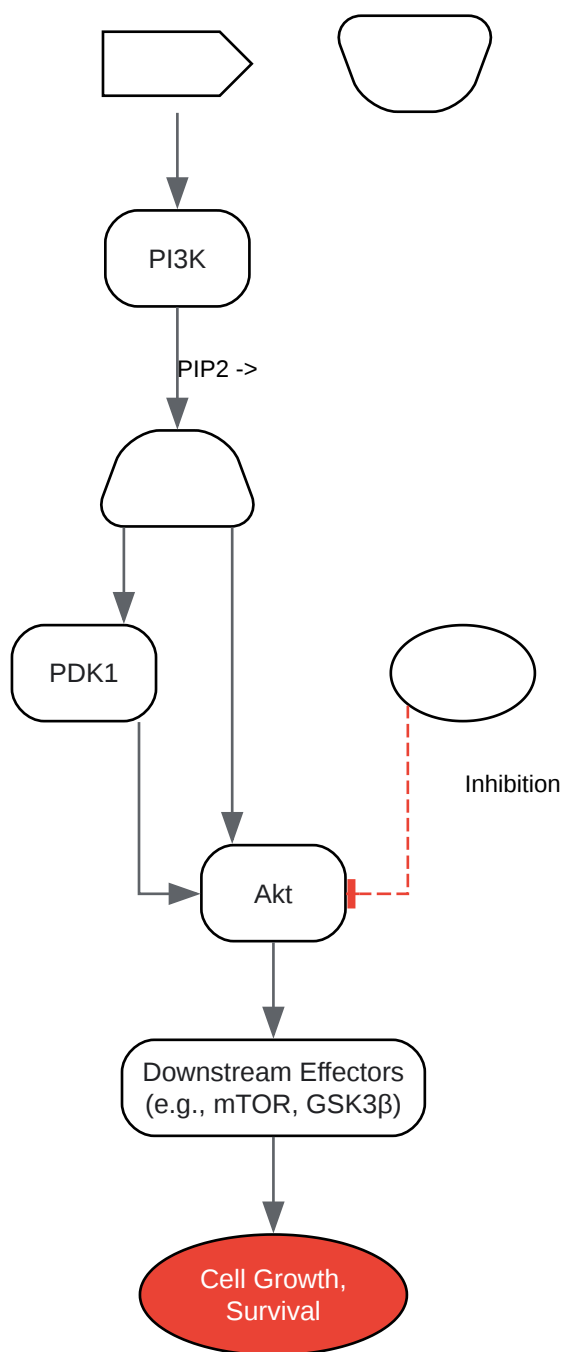 PI3K
PIP2 ->
PDK1
Inhibition
Akt
Downstream Effectors
(e.g., mTOR, GSK3β)
Cell Growth,
Survival